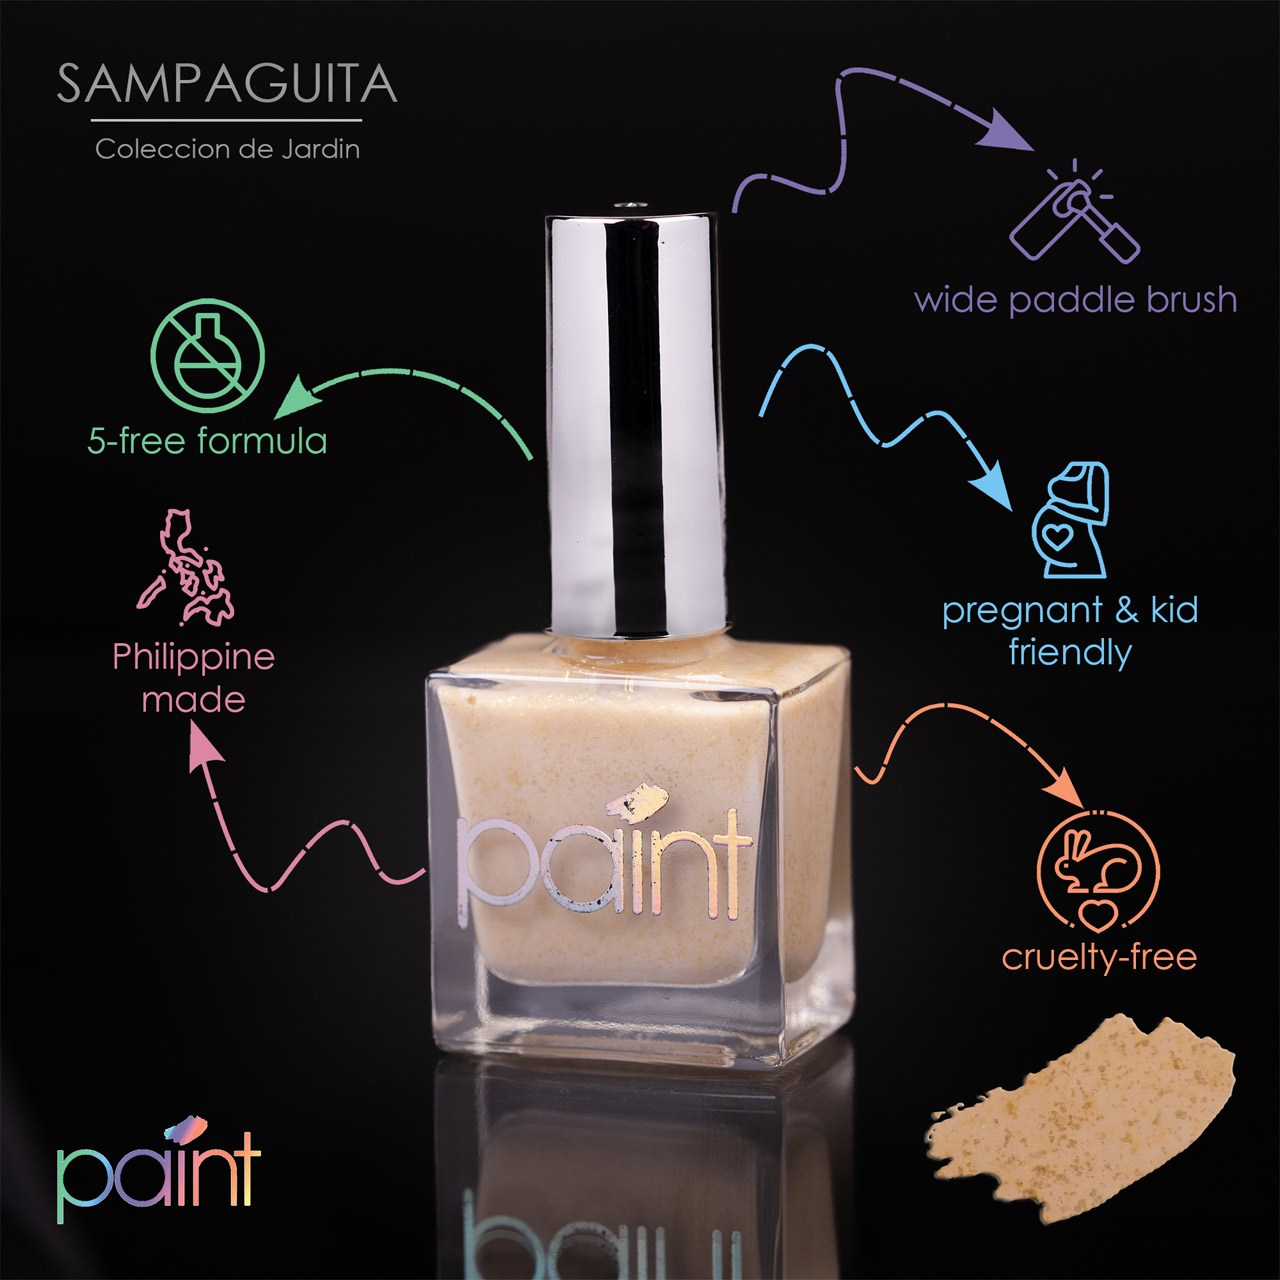 SAMPAGUITA
Coleccion de Jardin
wide paddle brush
5-free formula
pregnant & kid
friendly
Philippine
made
paint
cruelty-free
paint
paint